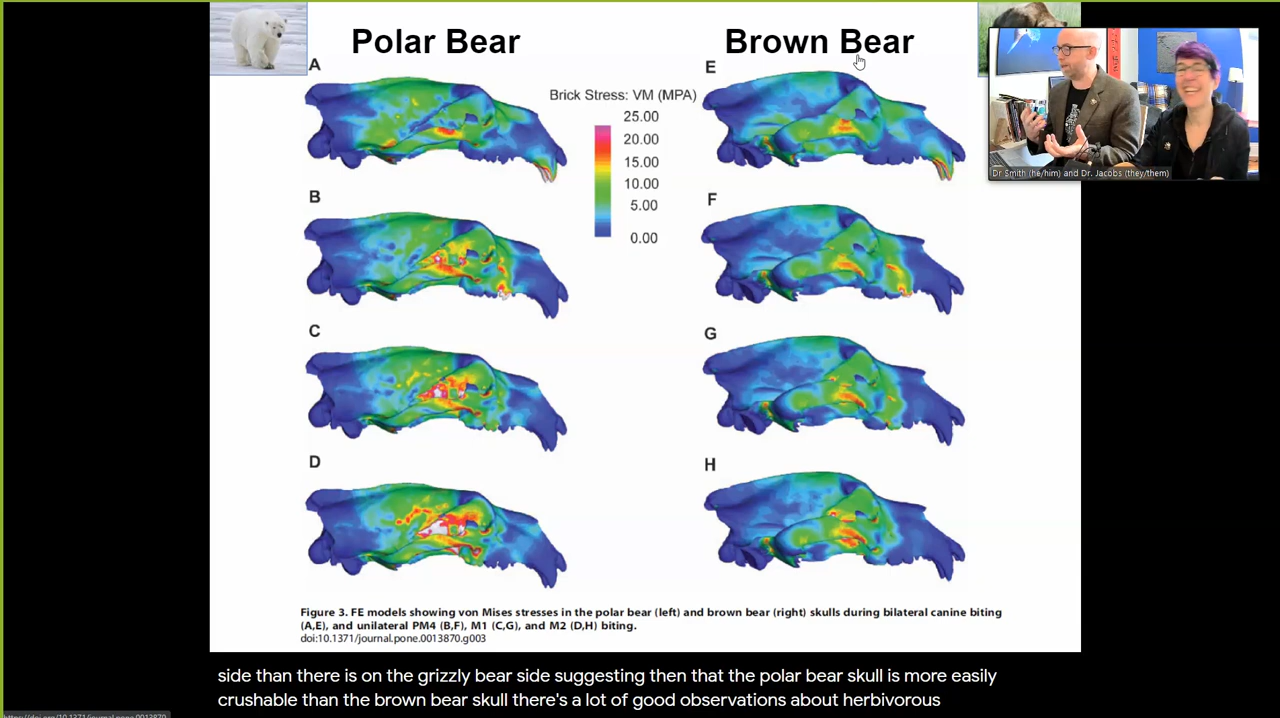 Polar Bear
Brown Bear
A
E
Brick Stress: VM (MPA)
25.00
20.00
15.00
10.00
5.00
0.00
Dr Smith (he/him) and Dr. Jacobs (they/them)
B
F
C
G
D
H
Figure 3. FE models showing von Mises stresses in the polar bear (left) and brown bear (right) skulls during bilateral canine biting
(A,E), and unilateral PM4 (B,F), M1 (C,G), and M2 (D,H) biting.
doi:10.1371/journal.pone.0013870.g003
side than there is on the grizzly bear side suggesting then that the polar bear skull is more easily
crushable than the brown bear skull there's a lot of good observations about herbivorous